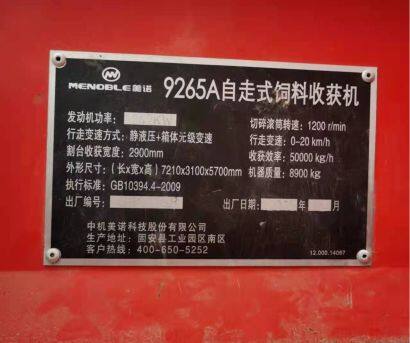 MENOBLE美诺 9265A自走式饲料收获机
发动机功率:
切碎滚筒转速: 1200 r/min
行走变速方式: 静液压+箱体无级变速
行走变速: 0-20 km/h
割台收获宽度: 2900mm
收获效率: 50000 kg/h
外形尺寸: (长x宽x高) 7210x3100x5700mm
机器质量: 8900kg
执行标准: GB10394.4-2009
出厂编号
出厂日期: 年 月
中机美诺科技股份有限公司
生产地址: 固安县工业园区南区
客户热线: 400-650-5252
12.000.14067